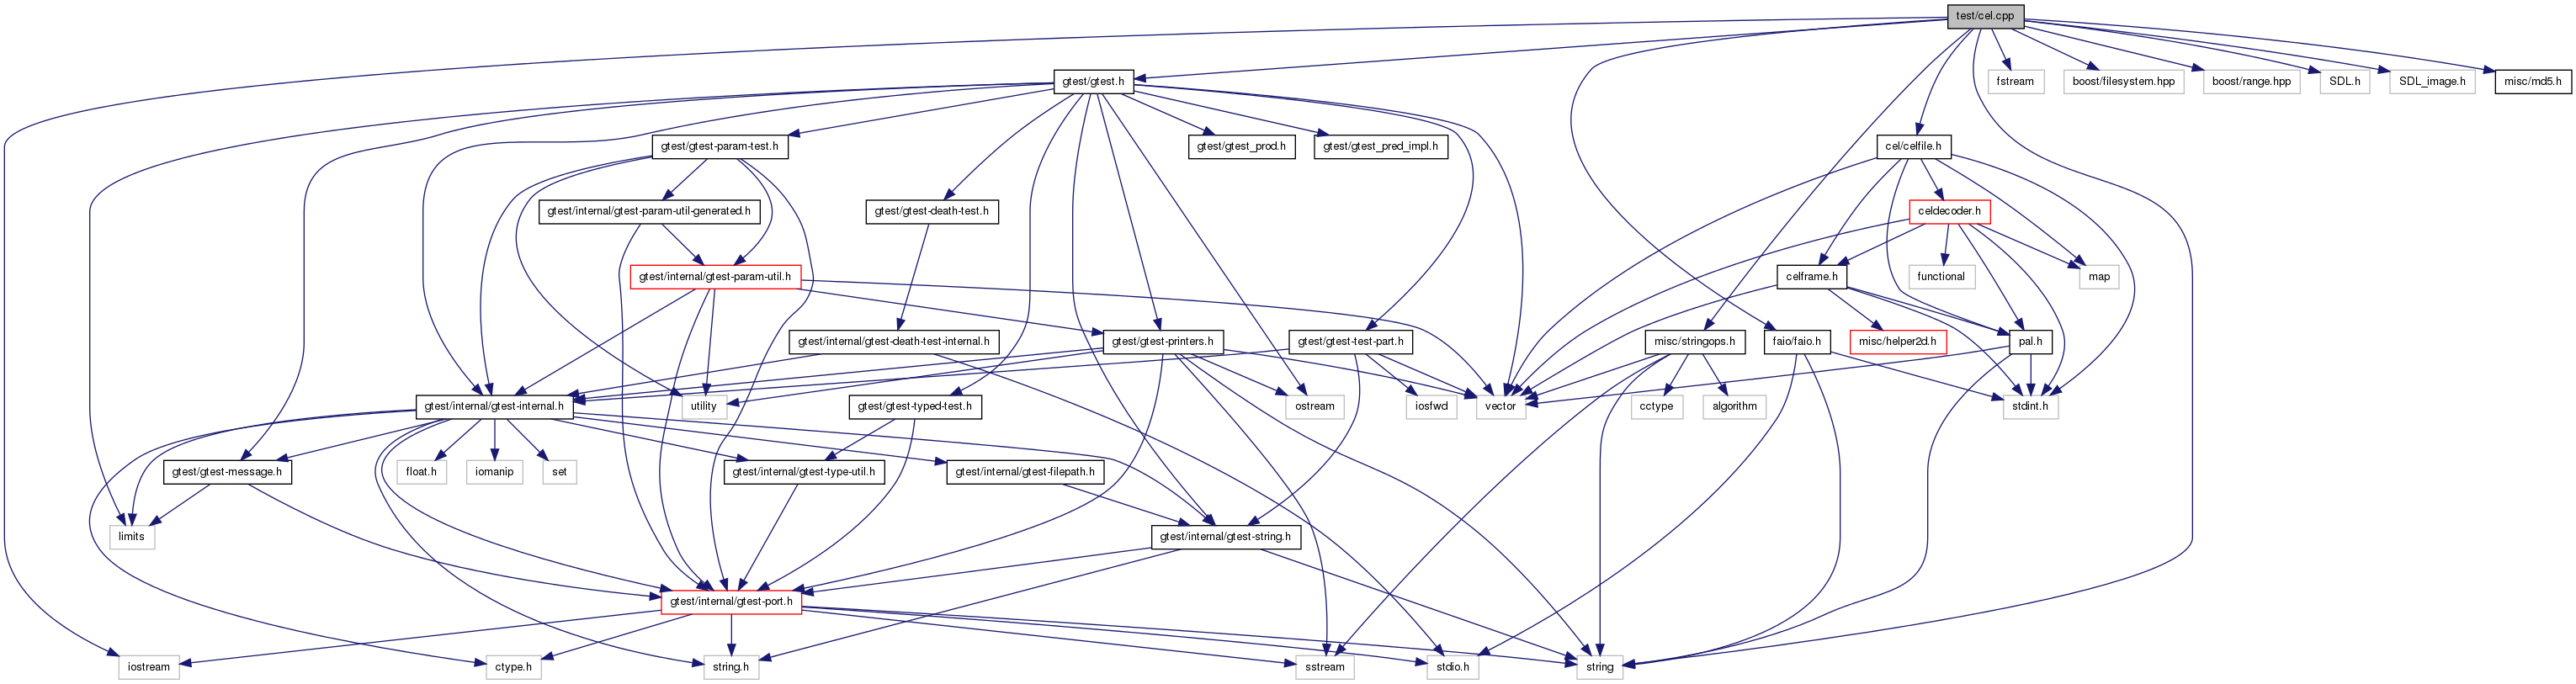 test/cel.cpp
gtest/gtest.h
fstream
boost/filesystem.hpp
boost/range.hpp
SDL.h
SDL_image.h
misc/md5.h
gtest/gtest-param-test.h
gtest/gtest_prod.h
gtest/gtest_pred_impl.h
cel/celfile.h
gtest/internal/gtest-param-util-generated.h
gtest/gtest-death-test.h
celdecoder.h
gtest/internal/gtest-param-util.h
celframe.h
functional
map
gtest/internal/gtest-death-test-internal.h
gtest/gtest-printers.h
gtest/gtest-test-part.h
misc/stringops.h
faio/faio.h
misc/helper2d.h
pal.h
gtest/internal/gtest-internal.h
utility
gtest/gtest-typed-test.h
ostream
iosfwd
vector
cctype
algorithm
stdint.h
gtest/gtest-message.h
float.h
iomanip
set
gtest/internal/gtest-type-util.h
gtest/internal/gtest-filepath.h
limits
gtest/internal/gtest-string.h
gtest/internal/gtest-port.h
iostream
ctype.h
string.h
sstream
stdio.h
string